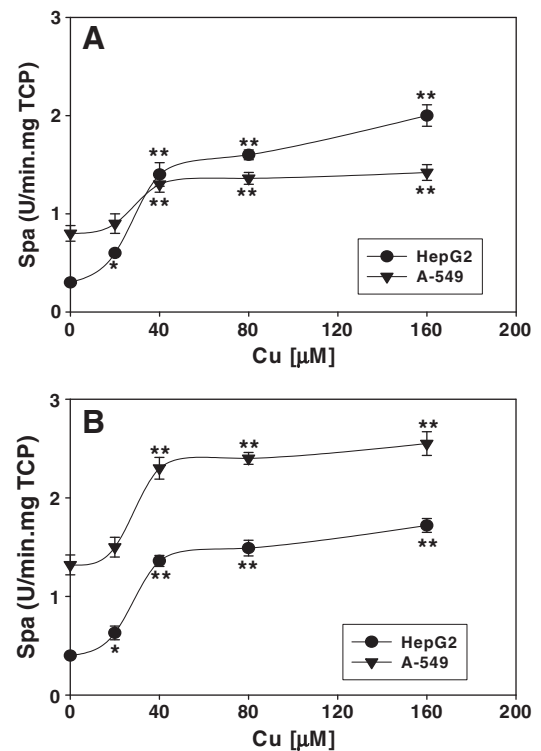 A
3
2
1
0
Spa (U/min.mg TCP)
**
**
**
*
**
**
**
HepG2
A-549
0 40 80 120 160 200
Cu [µM]
B
3
2
1
0
Spa (U/min.mg TCP)
**
**
**
*
**
**
**
HepG2
A-549
0 40 80 120 160 200
Cu [µM]